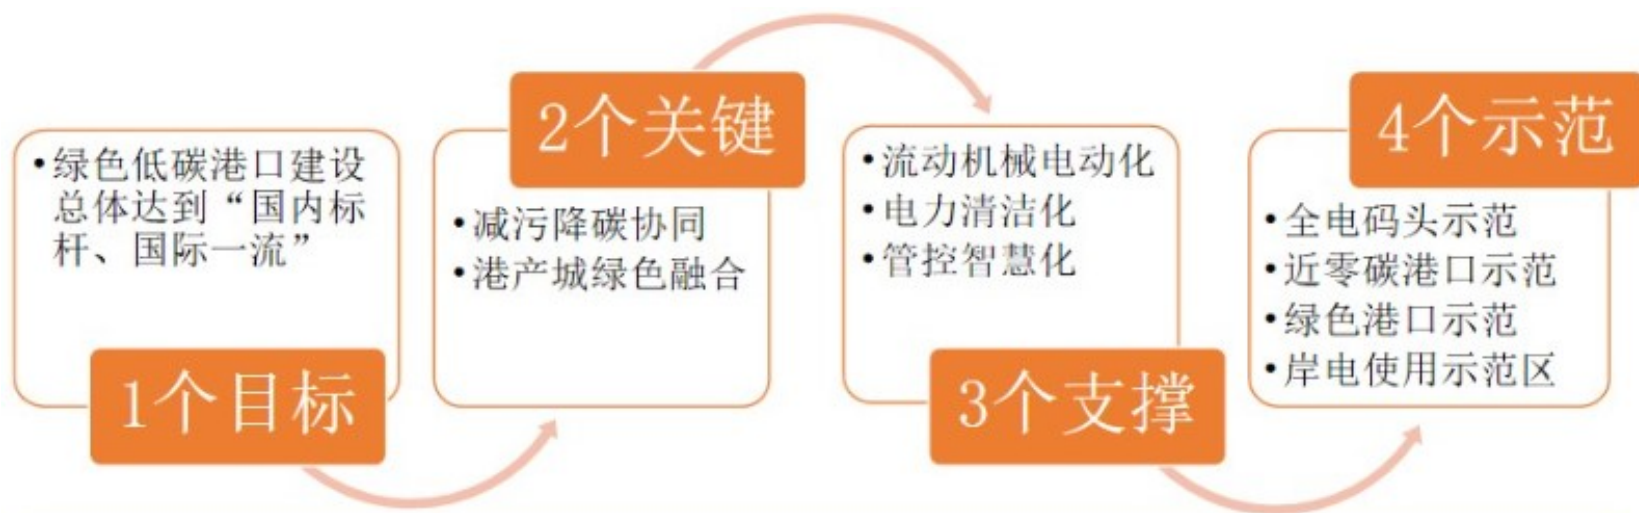 •绿色低碳港口建设
总体达到“国内标
杆、国际一流”
1个目标
2个关键
•减污降碳协同
•港产城绿色融合
•流动机械电动化
•电力清洁化
•管控智慧化
3个支撑
4个示范
•全电码头示范
•近零碳港口示范
•绿色港口示范
•岸电使用示范区